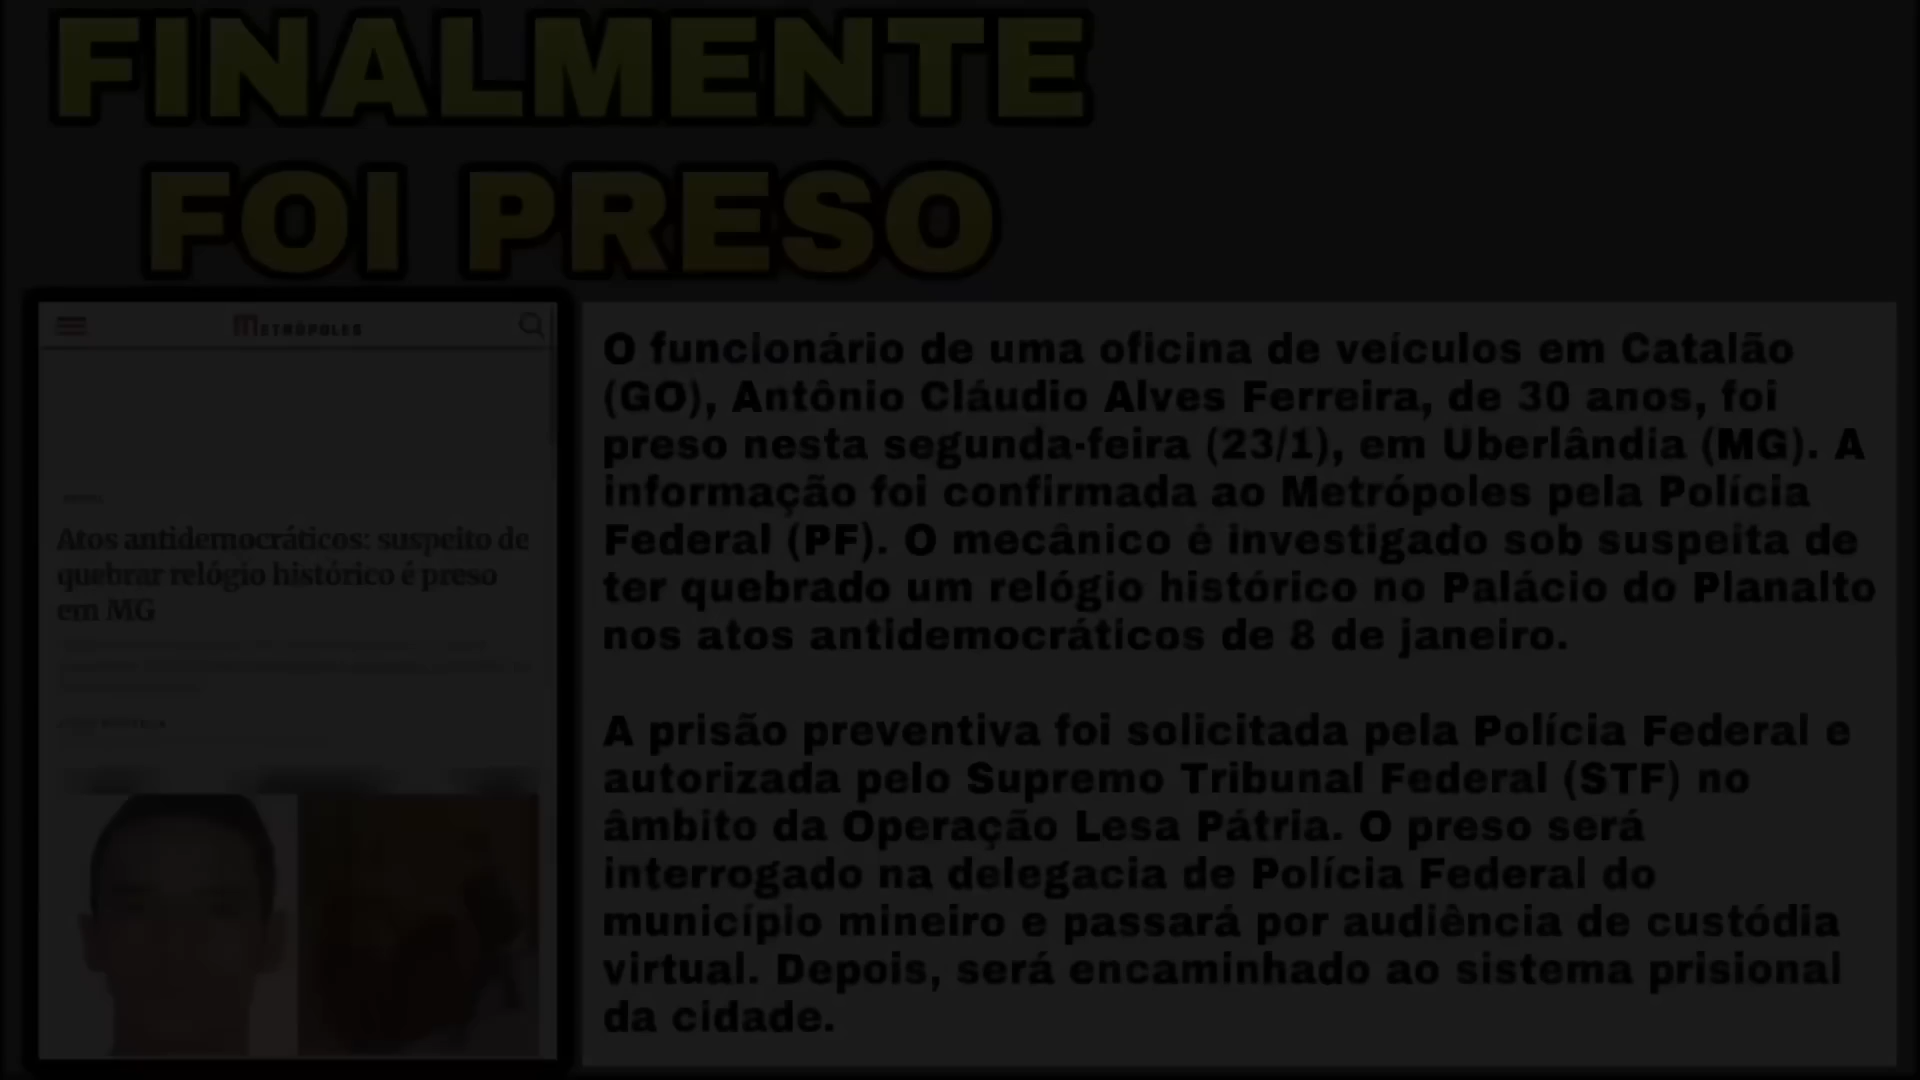 FINALMENTE
FOI PRESO
METRÓPOLES
Atos antidemocráticos: suspeito de
quebrar relógio histórico é preso
em MG
O funcionário de uma oficina de veículos em Catalão
(GO), Antônio Cláudio Alves Ferreira, de 30 anos, foi
preso nesta segunda-feira (23/1), em Uberlândia (MG). A
informação foi confirmada ao Metrópoles pela Polícia
Federal (PF). O mecânico é investigado sob suspeita de
ter quebrado um relógio histórico no Palácio do Planalto
nos atos antidemocráticos de 8 de janeiro.
A prisão preventiva foi solicitada pela Polícia Federal e
autorizada pelo Supremo Tribunal Federal (STF) no
âmbito da Operação Lesa Pátria. O preso será
interrogado na delegacia de Polícia Federal do
município mineiro e passará por audiência de custódia
virtual. Depois, será encaminhado ao sistema prisional
da cidade.